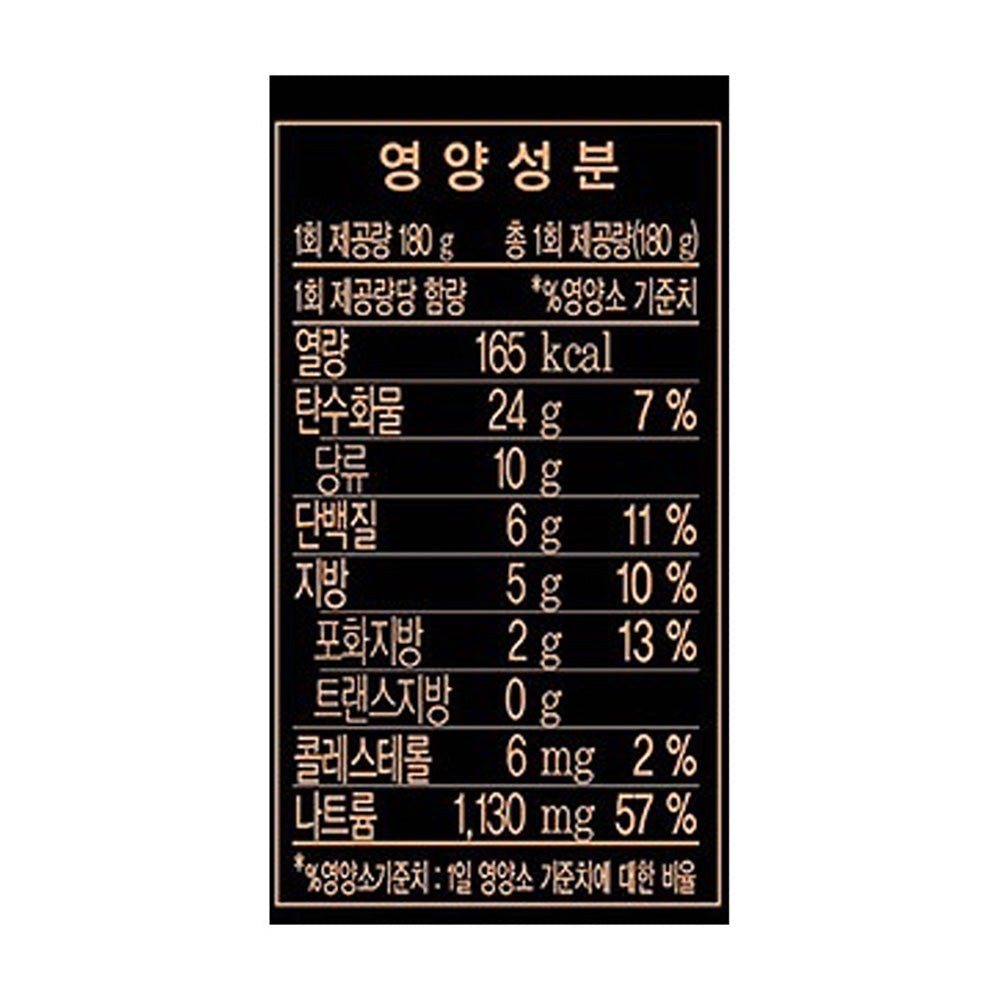 영양성분
1회 제공량 180 g 총 1회 제공량(180 g)
1회 제공량당 함량 *%영양소 기준치
열량 165 kcal
탄수화물 24 g 7 %
당류 10 g
단백질 6 g 11 %
지방 5 g 10 %
포화지방 2 g 13 %
트랜스지방 0 g
콜레스테롤 6 mg 2 %
나트륨 1,130 mg 57 %
*%영양소기준치 : 1일 영양소 기준치에 대한 비율